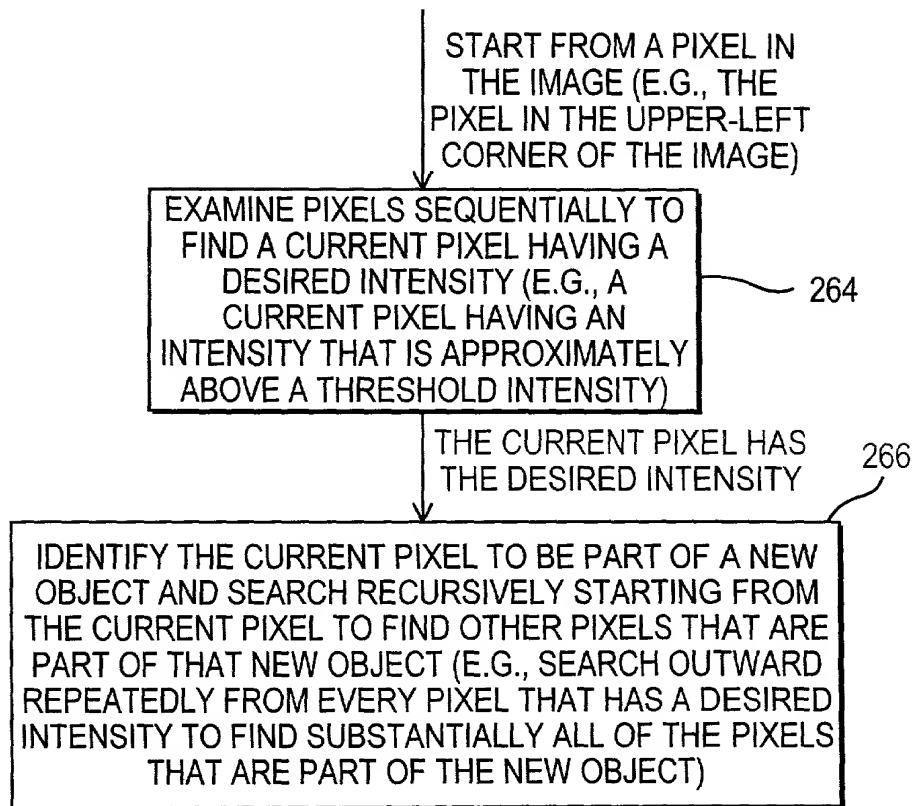 START FROM A PIXEL IN
THE IMAGE (E.G., THE
PIXEL IN THE UPPER-LEFT
CORNER OF THE IMAGE)
EXAMINE PIXELS SEQUENTIALLY TO
FIND A CURRENT PIXEL HAVING A
DESIRED INTENSITY (E.G., A
CURRENT PIXEL HAVING AN
INTENSITY THAT IS APPROXIMATELY
ABOVE A THRESHOLD INTENSITY)
264
THE CURRENT PIXEL HAS
THE DESIRED INTENSITY
266
IDENTIFY THE CURRENT PIXEL TO BE PART OF A NEW
OBJECT AND SEARCH RECURSIVELY STARTING FROM
THE CURRENT PIXEL TO FIND OTHER PIXELS THAT ARE
PART OF THAT NEW OBJECT (E.G., SEARCH OUTWARD
REPEATEDLY FROM EVERY PIXEL THAT HAS A DESIRED
INTENSITY TO FIND SUBSTANTIALLY ALL OF THE PIXELS
THAT ARE PART OF THE NEW OBJECT)